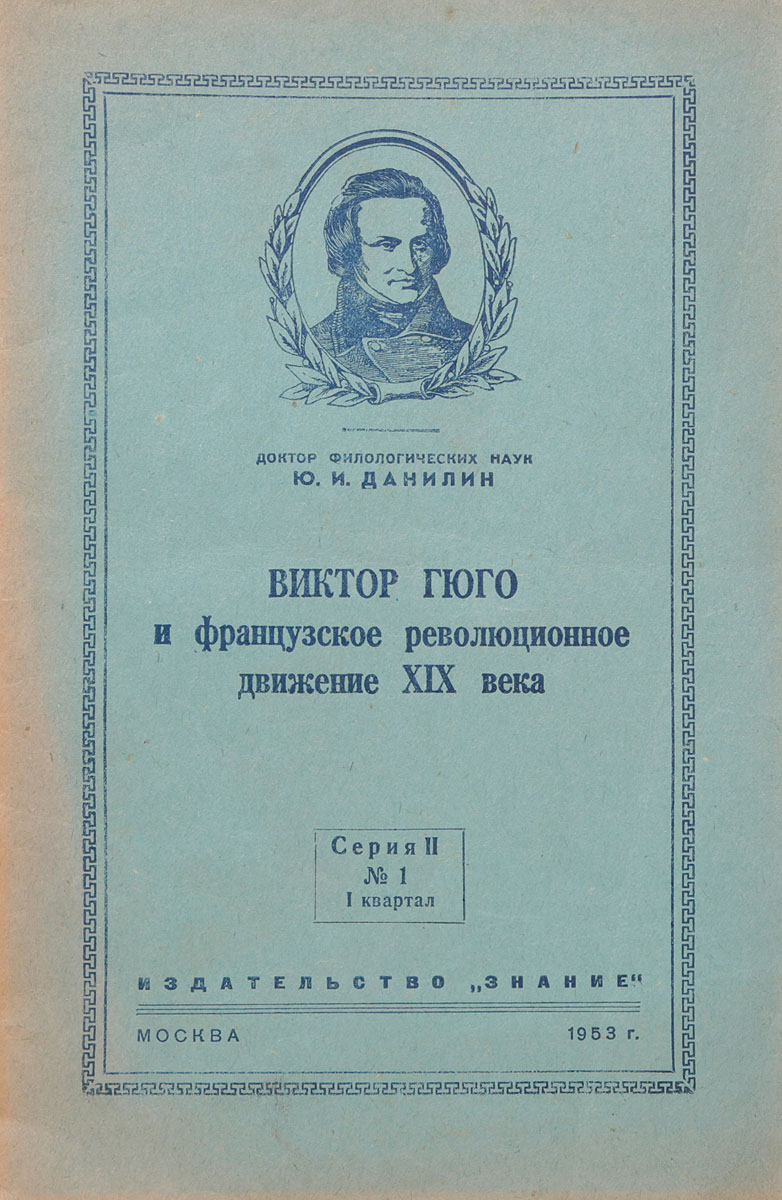 ДОКТОР ФИЛОЛОГИЧЕСКИХ НАУК
Ю. И. ДАНИЛИН
ВИКТОР ГЮГО
и французское революционное
движение XIX века
Серия II
№ 1
I квартал
ИЗДАТЕЛЬСТВО „ЗНАНИЕ“
МОСКВА 1953 г.